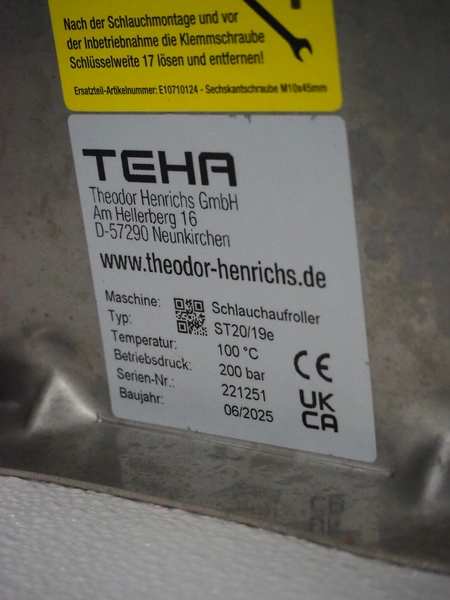 Nach der Schlauchmontage und vor
der Inbetriebnahme die Klemmschraube
Schlüsselweite 17 lösen und entfernen!
Ersatzteil-Artikelnummer: E10710124 - Sechskantschraube M10x45mm
TEHA
Theodor Henrichs GmbH
Am Hellerberg 16
D-57290 Neunkirchen
www.theodor-henrichs.de
Maschine: Schlauchaufroller
Typ: ST20/19e
Temperatur: 100 °C
Betriebsdruck: 200 bar
Serien-Nr.: 221251
Baujahr: 06/2025
CE
UK
CA